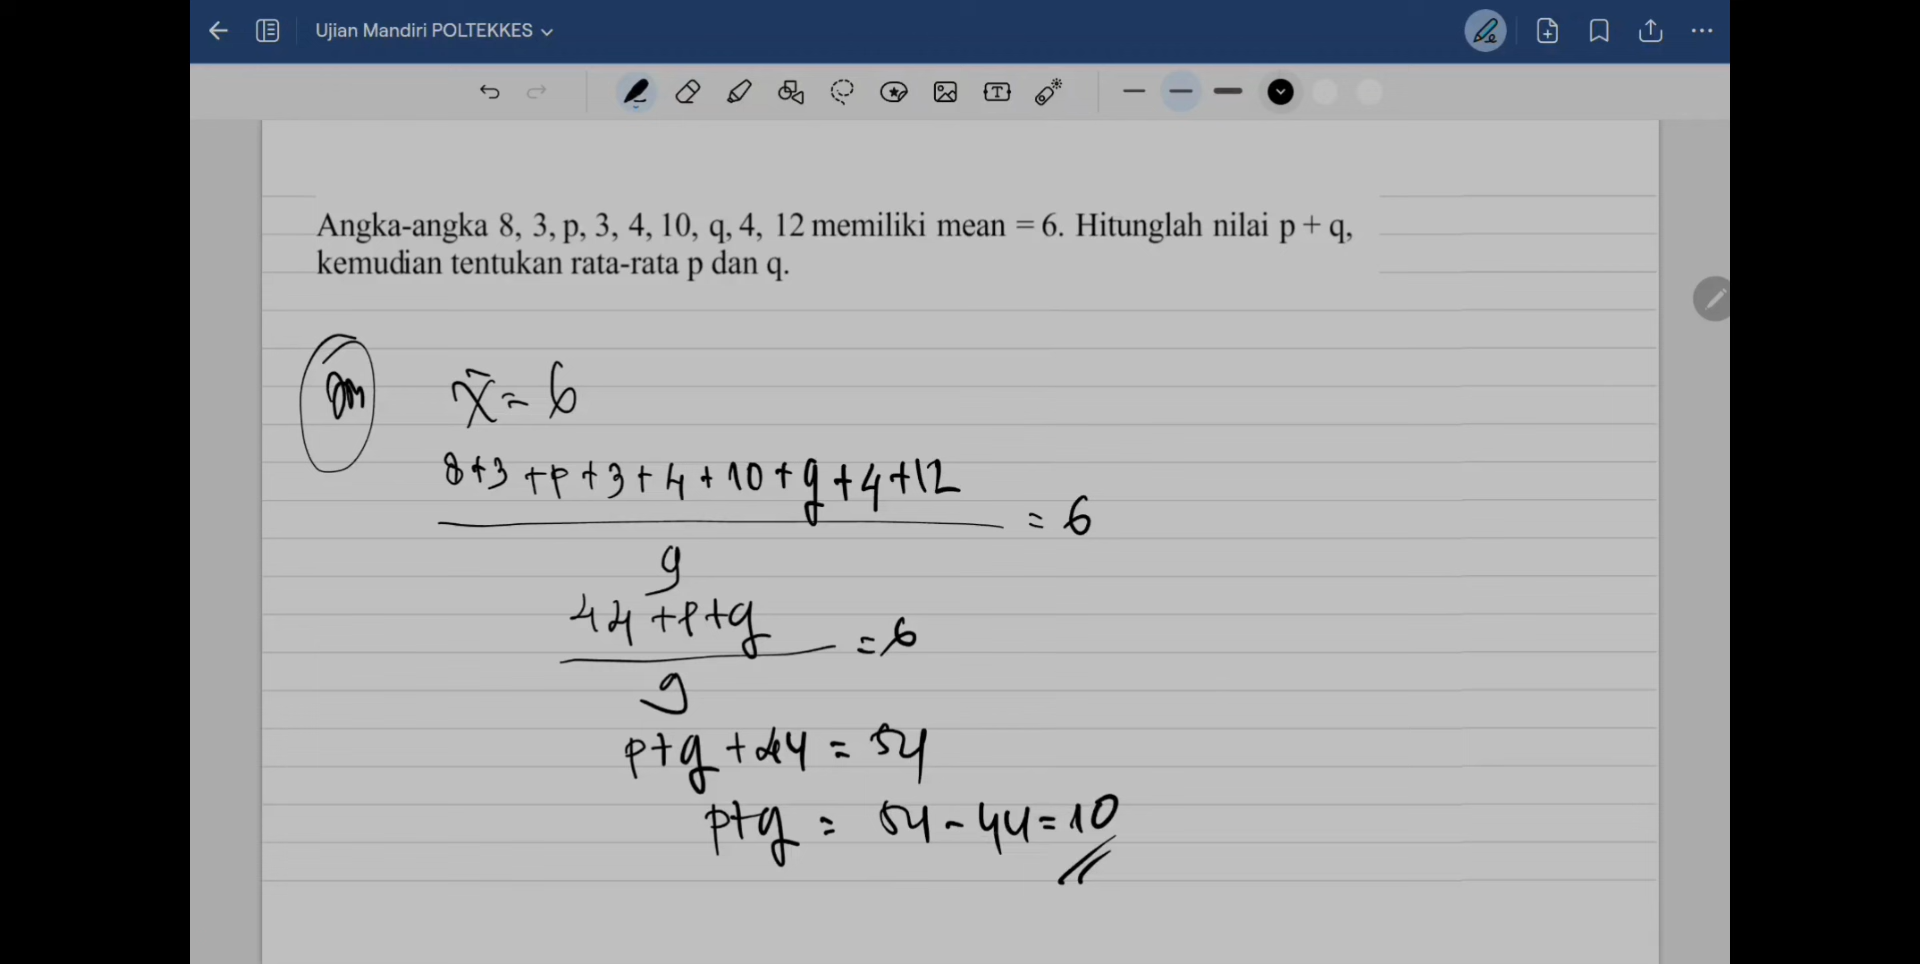 Ujian Mandiri POLTEKKES
Angka-angka 8, 3, p, 3, 4, 10, q, 4, 12 memiliki mean = 6. Hitunglah nilai p + q,
kemudian tentukan rata-rata p dan q.
x̄ = 6
8+3+p+3+4+10+q+4+12
= 6
9
44+p+q
= 6
9
p+q+44 = 54
p+q = 54-44=10